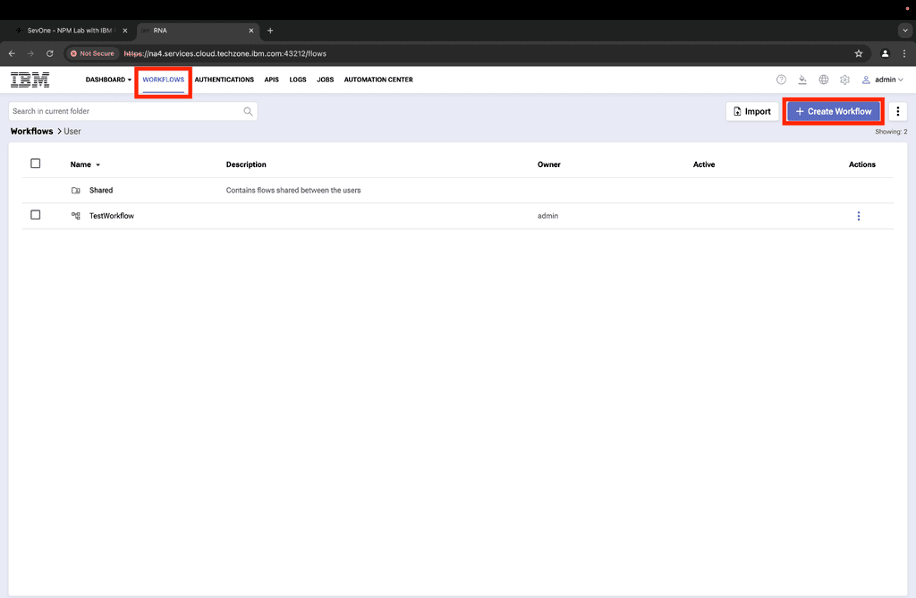 SevOne - NPM Lab with IBM
RNA
Not Secure https://na4.services.cloud.techzone.ibm.com:43212/flows
IBM DASHBOARD WORKFLOWS AUTHENTICATIONS APIS LOGS JOBS AUTOMATION CENTER admin
Search in current folder Import + Create Workflow
Workflows > User Showing: 2
Name Description Owner Active Actions
Shared Contains flows shared between the users
TestWorkflow admin